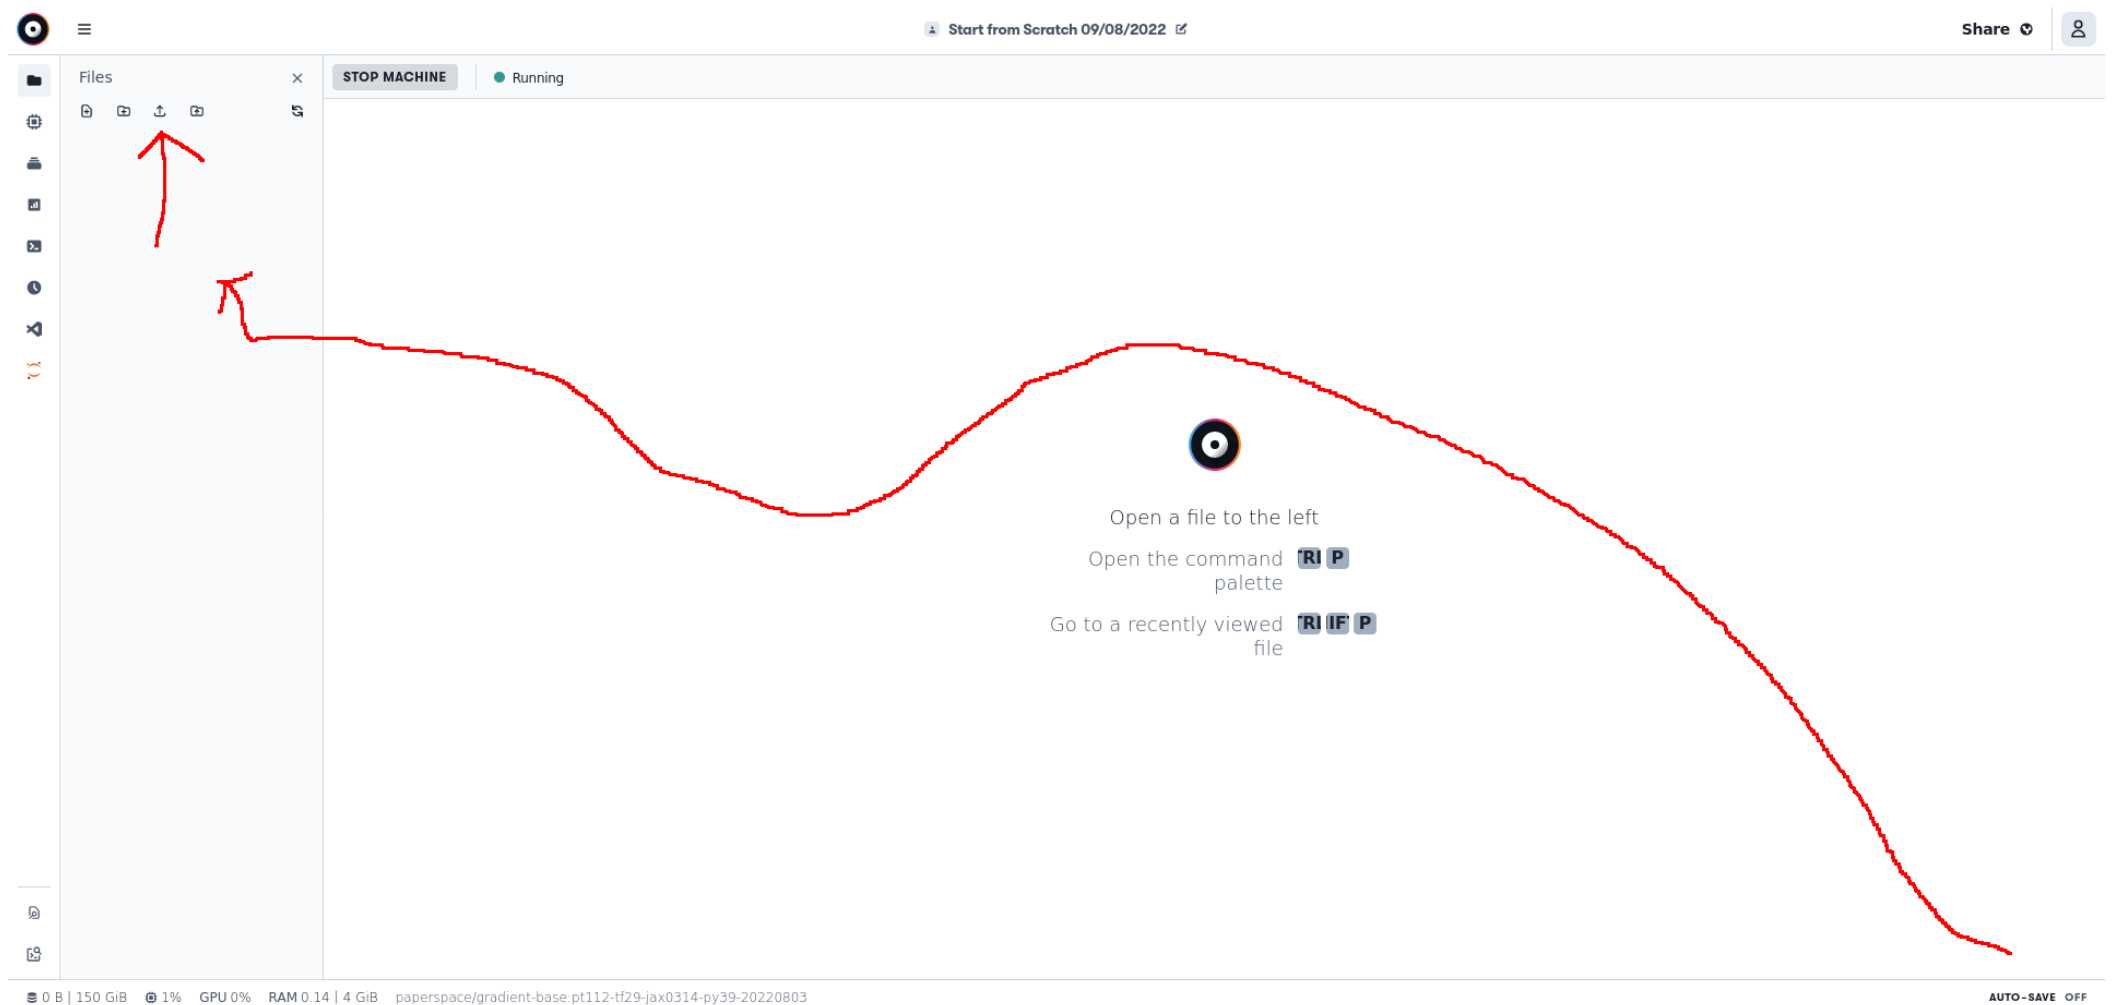 Start from Scratch 09/08/2022
Share
Files
STOP MACHINE
Running
Open a file to the left
Open the command P
palette
Go to a recently viewed P
file
0 B | 150 GiB 1% GPU 0% RAM 0.14 | 4 GiB paperspace/gradient-base:pt112-tf29-jax0314-py39-20220803
AUTO-SAVE OFF